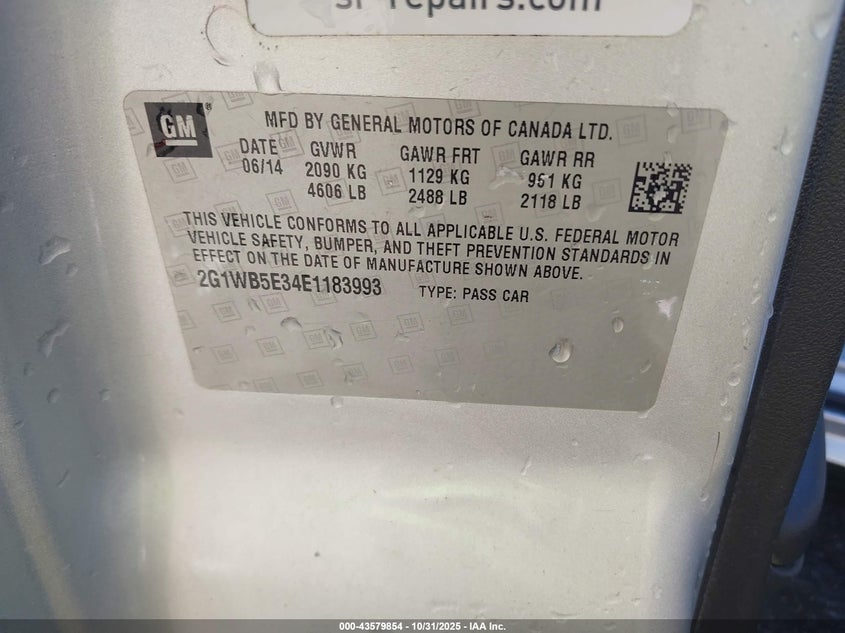 sf-repairs.com
GM ®
MFD BY GENERAL MOTORS OF CANADA LTD.
DATE GVWR GAWR FRT GAWR RR
06/14 2090 KG 1129 KG 951 KG
4606 LB 2488 LB 2118 LB
THIS VEHICLE CONFORMS TO ALL APPLICABLE U.S. FEDERAL MOTOR
VEHICLE SAFETY, BUMPER, AND THEFT PREVENTION STANDARDS IN
EFFECT ON THE DATE OF MANUFACTURE SHOWN ABOVE.
2G1WB5E34E1183993 TYPE: PASS CAR
000-43579854 - 10/31/2025 - IAA Inc.